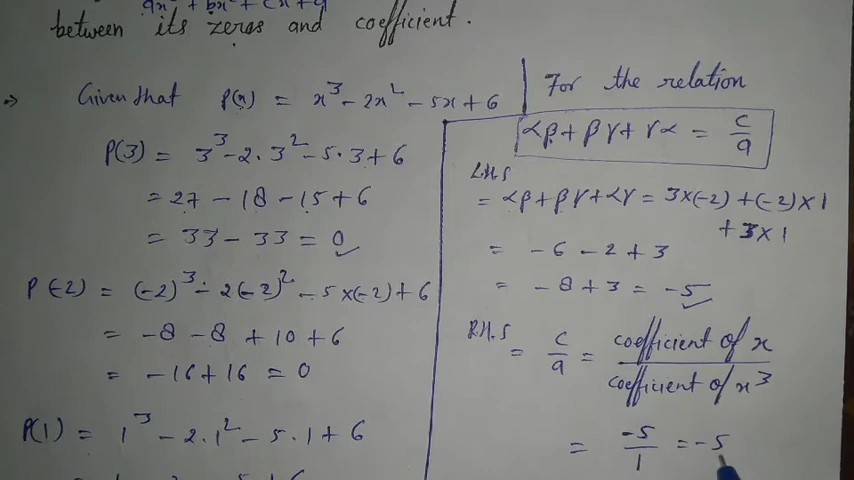 ax³ + bx² + cx + d
between its zeros and coefficient.
Given that P(x) = x³ - 2x² - 5x + 6
P(3) = 3³ - 2·3² - 5·3 + 6
= 27 - 18 - 15 + 6
= 33 - 33 = 0
P(-2) = (-2)³ - 2(-2)² - 5×(-2) + 6
= -8 - 8 + 10 + 6
= -16 + 16 = 0
P(1) = 1³ - 2·1² - 5·1 + 6
For the relation
αβ + βγ + γα = c/a
L.H.S
= αβ + βγ + αγ = 3×(-2) + (-2)×1
+ 3×1
= -6 - 2 + 3
= -8 + 3 = -5
R.H.S
= c/a = coefficient of x / coefficient of x³
= -5/1 = -5